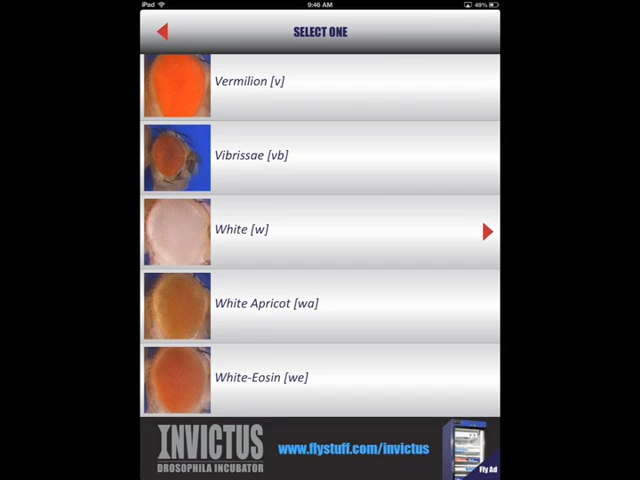 iPad 9:46 AM 49%
SELECT ONE
Vermilion [v]
Vibrissae [vb]
White [w]
White Apricot [wa]
White-Eosin [we]
INVICTUS
DROSOPHILA INCUBATOR
www.flystuff.com/invictus
Fly Ad